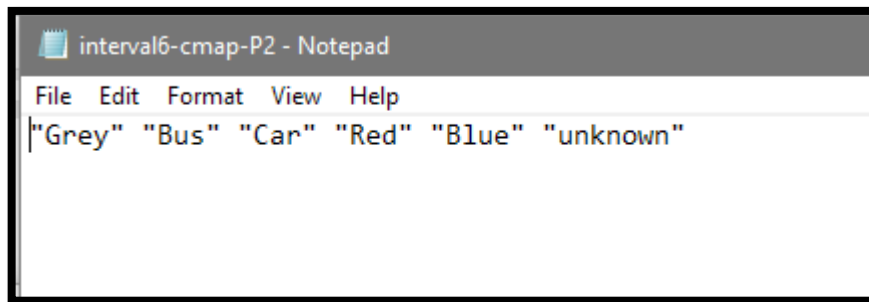 interval6-cmap-P2 - Notepad
File Edit Format View Help
"Grey" "Bus" "Car" "Red" "Blue" "unknown"